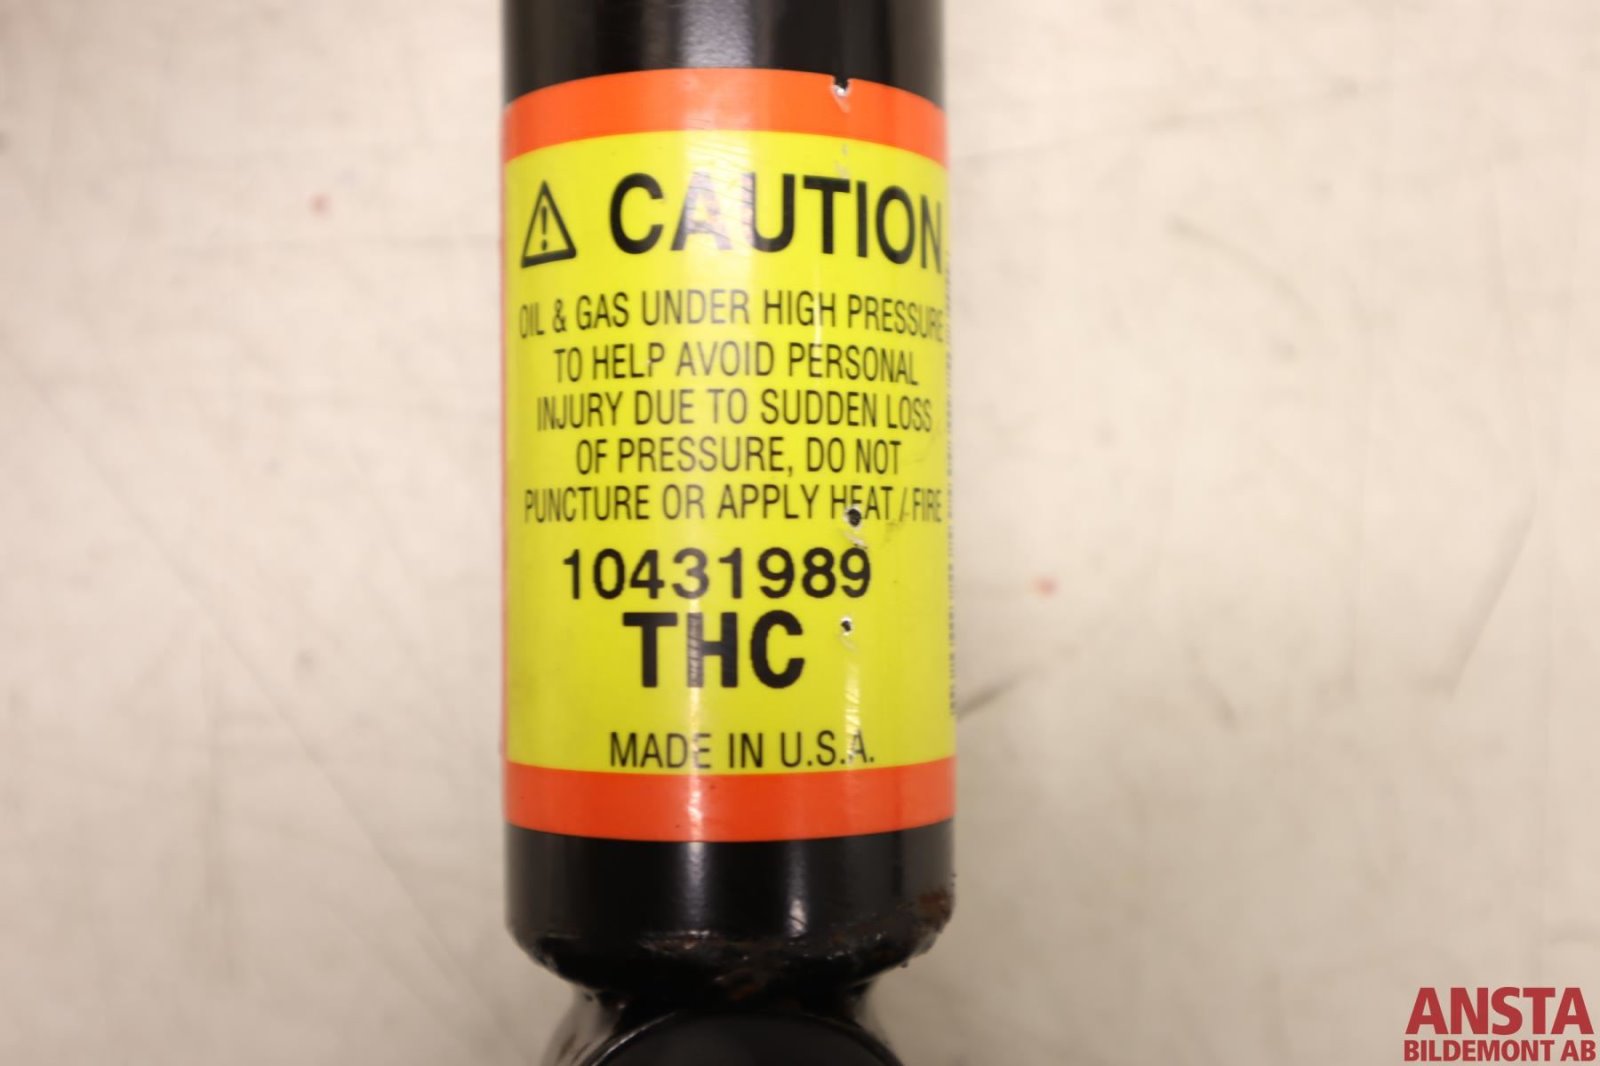 CAUTION
OIL & GAS UNDER HIGH PRESSURE
TO HELP AVOID PERSONAL
INJURY DUE TO SUDDEN LOSS
OF PRESSURE, DO NOT
PUNCTURE OR APPLY HEAT / FIRE
10431989
THC
MADE IN U.S.A.
ANSTA
BILDEMONT AB